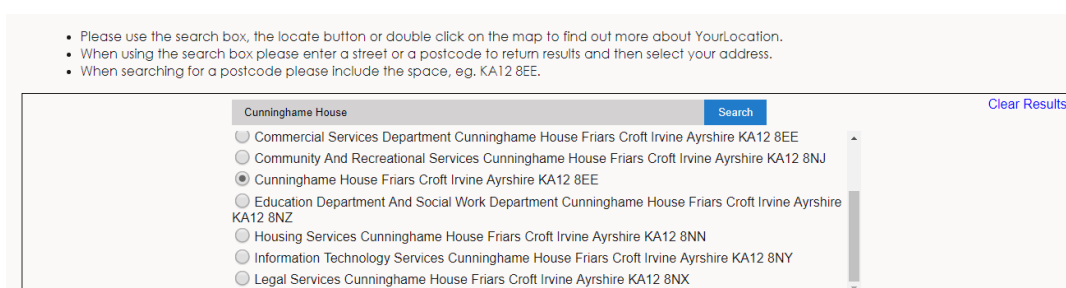 Please use the search box, the locate button or double click on the map to find out more about YourLocation.
When using the search box please enter a street or a postcode to return results and then select your address.
When searching for a postcode please include the space, eg. KA12 8EE.
Clear Results
Cunninghame House Search
Commercial Services Department Cunninghame House Friars Croft Irvine Ayrshire KA12 8EE
Community And Recreational Services Cunninghame House Friars Croft Irvine Ayrshire KA12 8NJ
Cunninghame House Friars Croft Irvine Ayrshire KA12 8EE
Education Department And Social Work Department Cunninghame House Friars Croft Irvine Ayrshire
KA12 8NZ
Housing Services Cunninghame House Friars Croft Irvine Ayrshire KA12 8NN
Information Technology Services Cunninghame House Friars Croft Irvine Ayrshire KA12 8NY
Legal Services Cunninghame House Friars Croft Irvine Ayrshire KA12 8NX